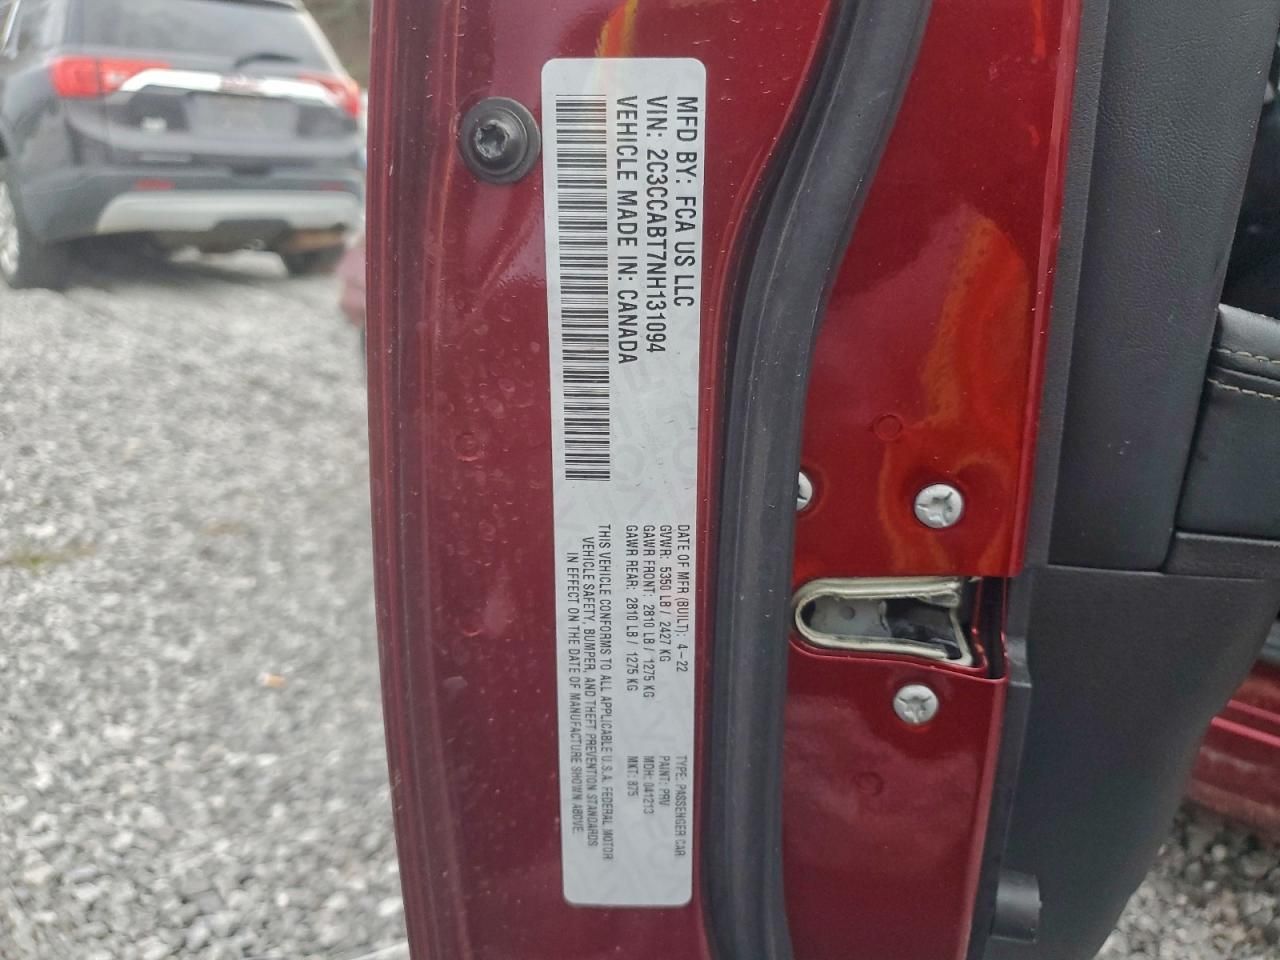 MFD BY: FCA US LLC
VIN: 2C3CCABT7NH131094
VEHICLE MADE IN: CANADA
DATE OF MFR (BUILT): 4-22
GVWR: 5350 LB / 2427 KG
GAWR FRONT: 2810 LB / 1275 KG
GAWR REAR: 2810 LB / 1275 KG
THIS VEHICLE CONFORMS TO ALL APPLICABLE U.S.A. FEDERAL MOTOR
VEHICLE SAFETY, BUMPER, AND THEFT PREVENTION STANDARDS
IN EFFECT ON THE DATE OF MANUFACTURE SHOWN ABOVE.
TYPE: PASSENGER CAR
PAINT: PRV
MDH: 041213
MKT: 875